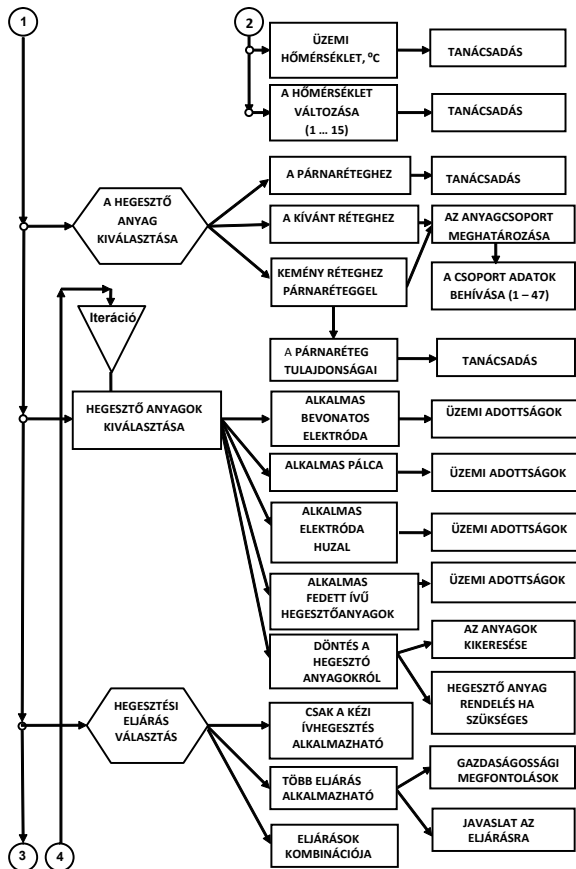 1
2
ÜZEMI
HŐMÉRSÉKLET, ⁰C
TANÁCSADÁS
A HŐMÉRSÉKLET
VÁLTOZÁSA
(1 … 15)
TANÁCSADÁS
A HEGESZTŐ
ANYAG
KIVÁLASZTÁSA
A PÁRNARÉTEGHEZ
TANÁCSADÁS
A KÍVÁNT RÉTEGHEZ
AZ ANYAGCSOPORT
MEGHATÁROZÁSA
KEMÉNY RÉTEGHEZ
PÁRNARÉTEGGEL
A CSOPORT ADATOK
BEHÍVÁSA (1 – 47)
Iteráció
A PÁRNARÉTEG
TULAJDONSÁGAI
TANÁCSADÁS
HEGESZTŐ ANYAGOK
KIVÁLASZTÁSA
ALKALMAS
BEVONATOS
ELEKTRÓDA
ÜZEMI ADOTTSÁGOK
ALKALMAS PÁLCA
ÜZEMI ADOTTSÁGOK
ALKALMAS
ELEKTRÓDA
HUZAL
ÜZEMI ADOTTSÁGOK
ALKALMAS
FEDETT ÍVŰ
HEGESZTŐANYAGOK
ÜZEMI ADOTTSÁGOK
DÖNTÉS A
HEGESZTÓ
ANYAGOKRÓL
AZ ANYAGOK
KIKERESÉSE
HEGESZTŐ ANYAG
RENDELÉS HA
SZÜKSÉGES
HEGESZTÉSI
ELJÁRÁS
VÁLASZTÁS
CSAK A KÉZI
ÍVHEGESZTÉS
ALKALMAZHATÓ
TÖBB ELJÁRÁS
ALKALMAZHATÓ
GAZDASÁGOSSÁGI
MEGFONTOLÁSOK
JAVASLAT AZ
ELJÁRÁSRA
ELJÁRÁSOK
KOMBINÁCIÓJA
3
4